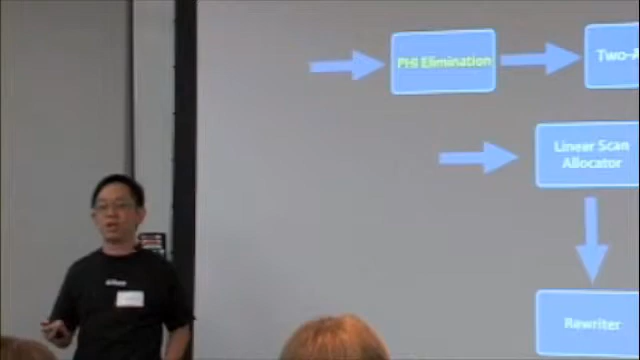 PHI Elimination
Two-A
Linear Scan
Allocator
Rewriter